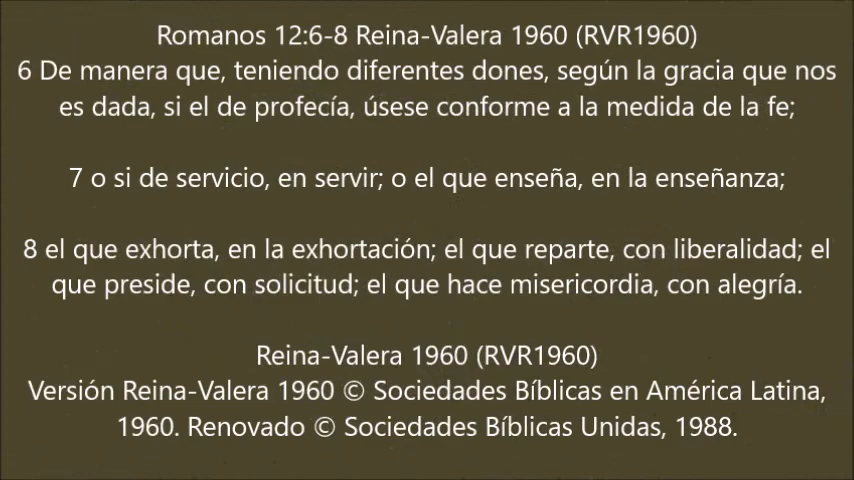 Romanos 12:6-8 Reina-Valera 1960 (RVR1960)
6 De manera que, teniendo diferentes dones, según la gracia que nos
es dada, si el de profecía, úsese conforme a la medida de la fe;
7 o si de servicio, en servir; o el que enseña, en la enseñanza;
8 el que exhorta, en la exhortación; el que reparte, con liberalidad; el
que preside, con solicitud; el que hace misericordia, con alegría.
Reina-Valera 1960 (RVR1960)
Versión Reina-Valera 1960 © Sociedades Bíblicas en América Latina,
1960. Renovado © Sociedades Bíblicas Unidas, 1988.